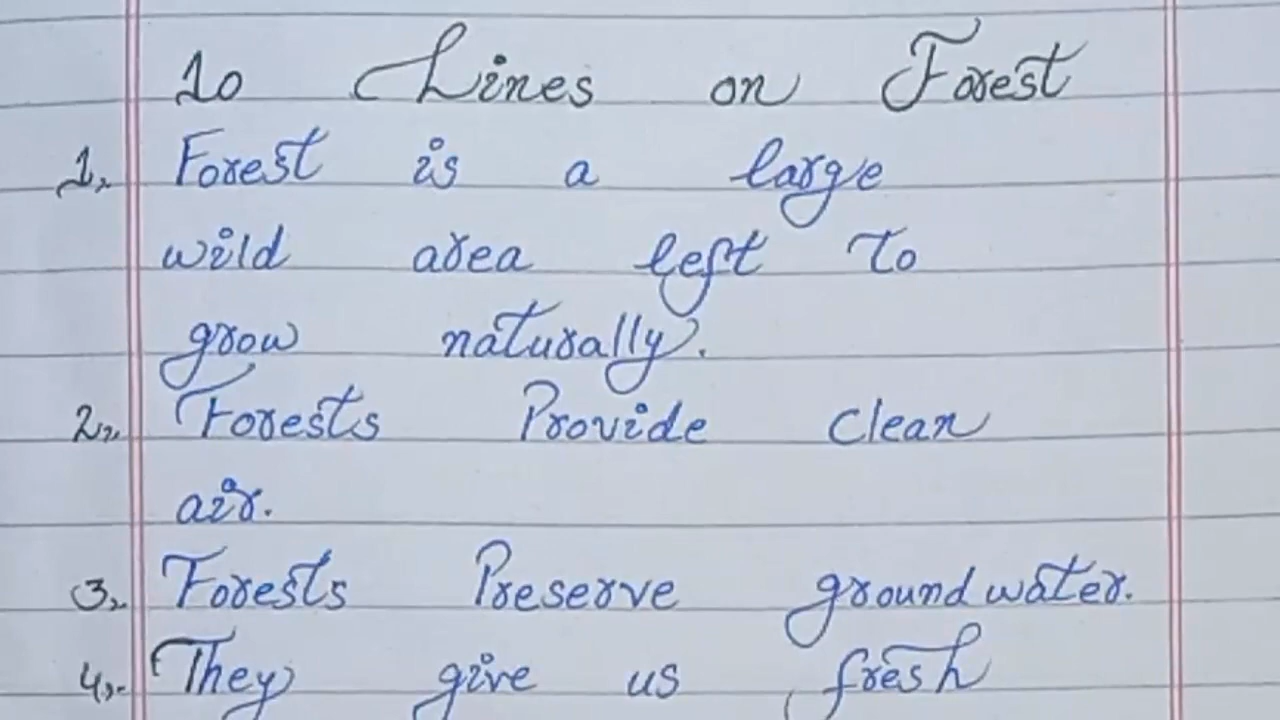 10 Lines on Forest
1. Forest is a large
wild area left to
grow naturally.
2. Forests Provide clean
air.
3. Forests Preserve groundwater.
4. They give us fresh